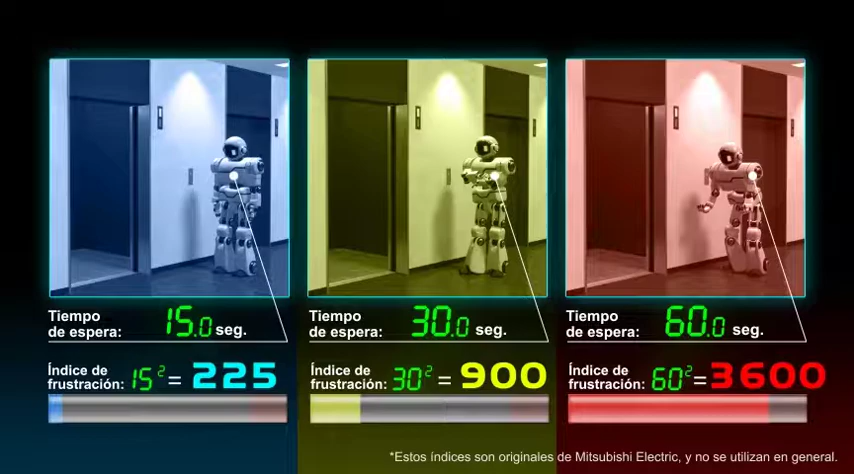 Tiempo
de espera: 15.0 seg.
Índice de
frustración: 15² = 225
Tiempo
de espera: 30.0 seg.
Índice de
frustración: 30² = 900
Tiempo
de espera: 60.0 seg.
Índice de
frustración: 60² = 3600
*Estos índices son originales de Mitsubishi Electric, y no se utilizan en general.